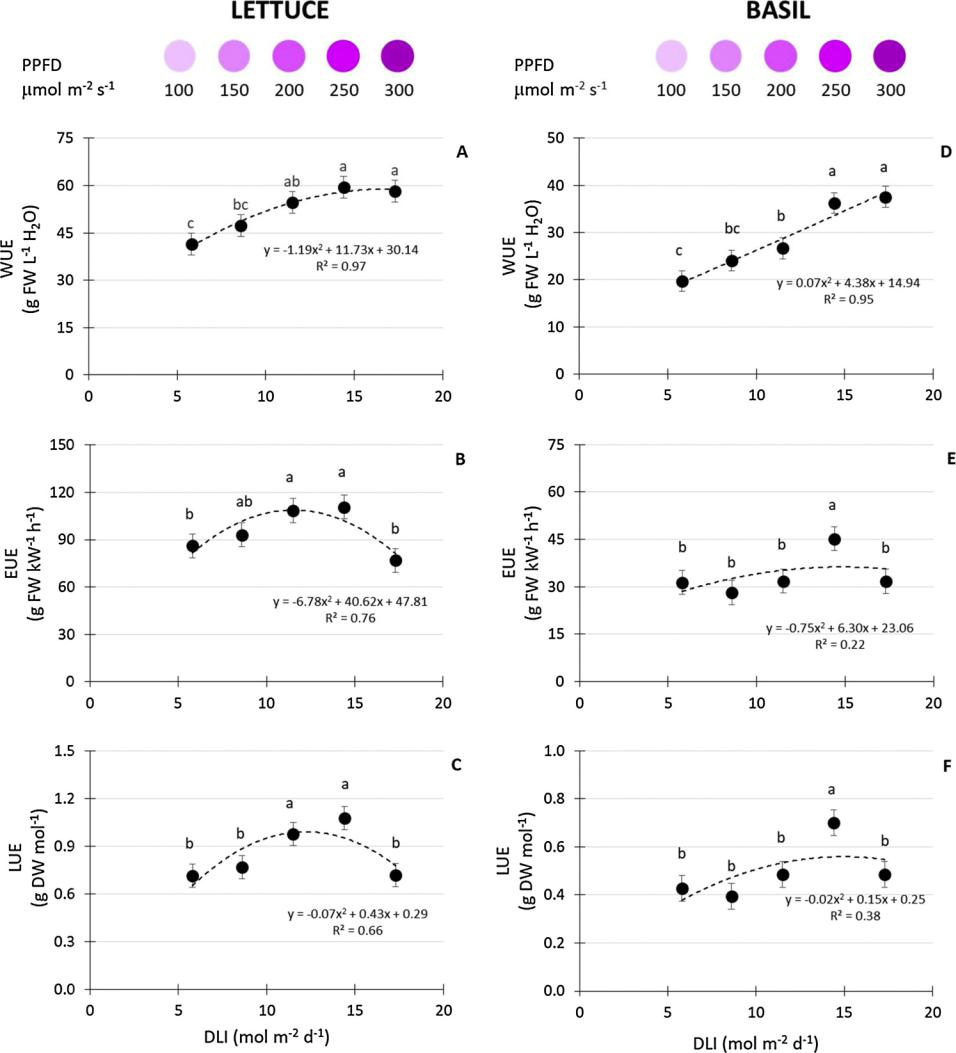 LETTUCE
PPFD
μmol m-2 s-1
100 150 200 250 300
BASIL
PPFD
μmol m-2 s-1
100 150 200 250 300
A
WUE
(g FW L-1 H2O)
75
60
45
30
15
0
c bc ab a a
y = -1.19x2 + 11.73x + 30.14
R2 = 0.97
0 5 10 15 20
D
WUE
(g FW L-1 H2O)
50
40
30
20
10
0
c bc b a a
y = 0.07x2 + 4.38x + 14.94
R2 = 0.95
0 5 10 15 20
B
EUE
(g FW kW-1 h-1)
150
120
90
60
30
0
b ab a a b
y = -6.78x2 + 40.62x + 47.81
R2 = 0.76
0 5 10 15 20
E
EUE
(g FW kW-1 h-1)
75
60
45
30
15
0
b b b a b
y = -0.75x2 + 6.30x + 23.06
R2 = 0.22
0 5 10 15 20
C
LUE
(g DW mol-1)
1.5
1.2
0.9
0.6
0.3
0.0
b b a a b
y = -0.07x2 + 0.43x + 0.29
R2 = 0.66
0 5 10 15 20
DLI (mol m-2 d-1)
F
LUE
(g DW mol-1)
1.0
0.8
0.6
0.4
0.2
0.0
b b b a b
y = -0.02x2 + 0.15x + 0.25
R2 = 0.38
0 5 10 15 20
DLI (mol m-2 d-1)